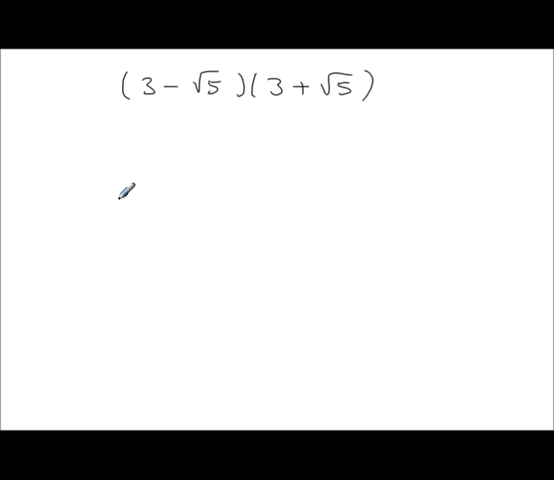 (3 - √5)(3 + √5)